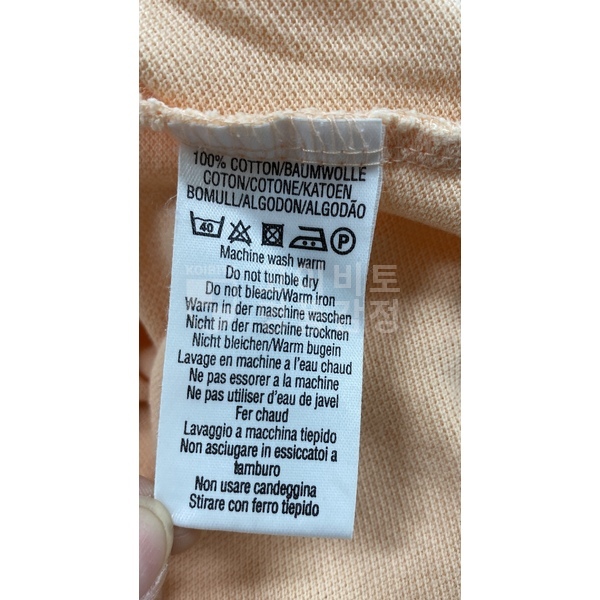 100% COTTON/BAUMWOLLE
COTON/COTONE/KATOEN
BOMULL/ALGODON/ALGODÃO
40 P
Machine wash warm
Do not tumble dry
Do not bleach/Warm iron
Warm in der maschine waschen
Nicht in der maschine trocknen
Nicht bleichen/Warm bugein
Lavage en machine a l'eau chaud
Ne pas essorer a la machine
Ne pas utiliser d'eau de javel
Fer chaud
Lavaggio a macchina tiepido
Non asciugare in essiccatoi a
tamburo
Non usare candeggina
Stirare con ferro tiepido